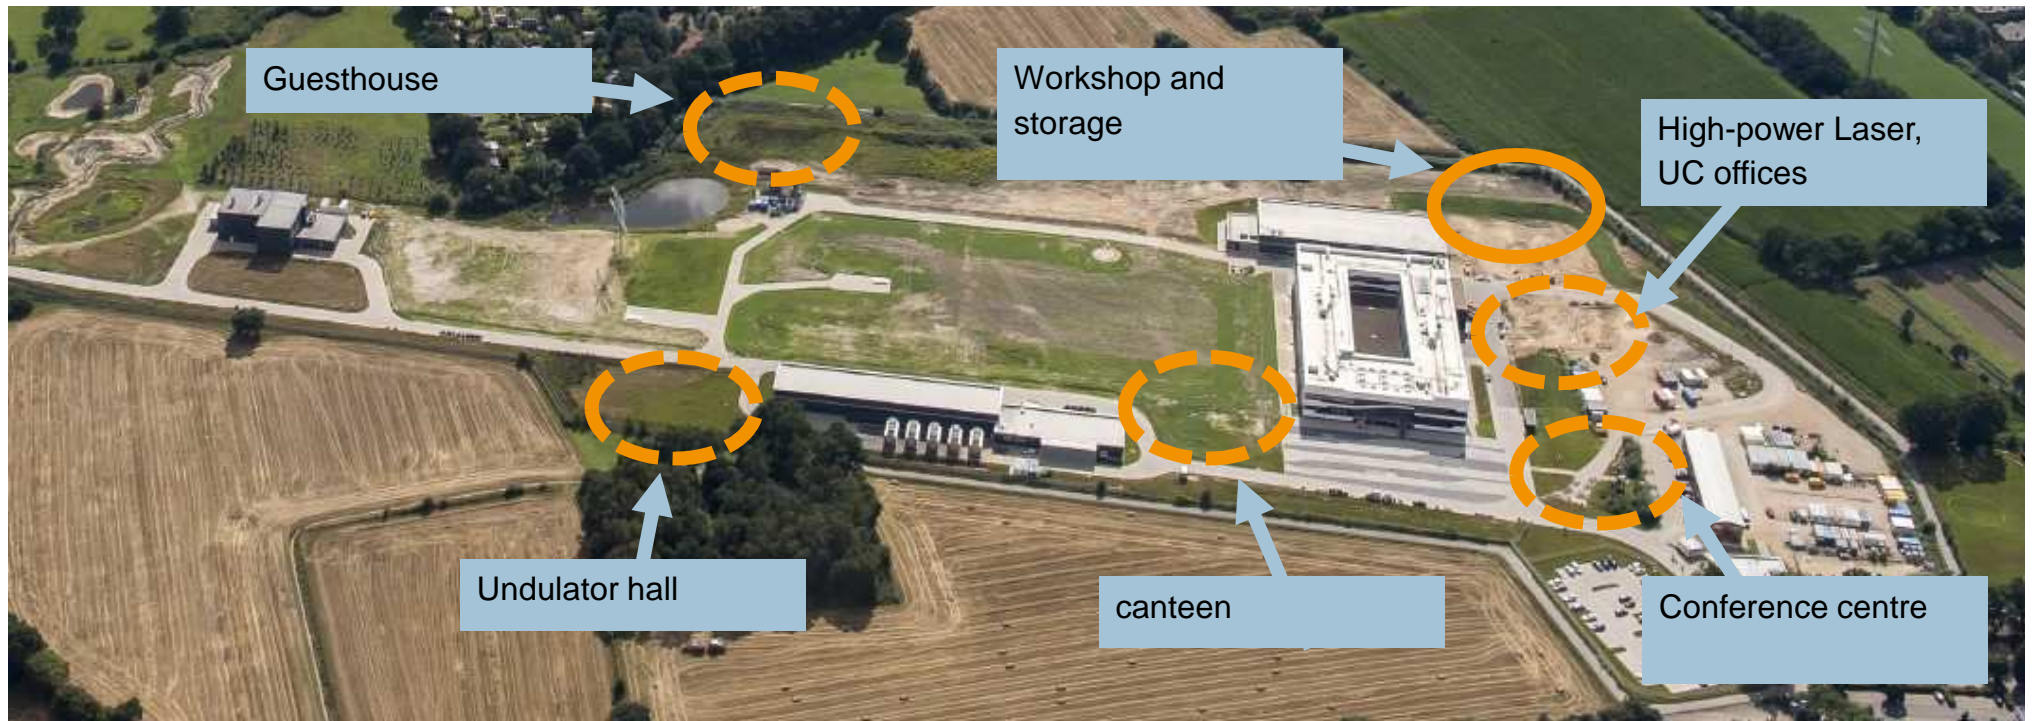 Guesthouse
Workshop and
storage
High-power Laser,
UC offices
Undulator hall
canteen
Conference centre